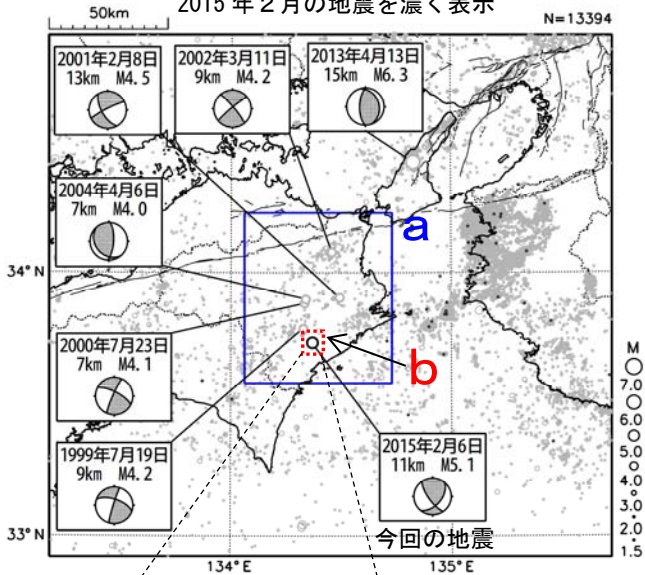 2015年2月の地震を濃く表示
50km
N=13394
2001年2月8日
13km M4.5
2002年3月11日
9km M4.2
2013年4月13日
15km M6.3
2004年4月6日
7km M4.0
a
34°N
2000年7月23日
7km M4.1
b
1999年7月19日
9km M4.2
2015年2月6日
11km M5.1
今回の地震
33°N
134°E
135°E
M
7.0
6.0
5.0
4.0
3.0
2.0
1.5